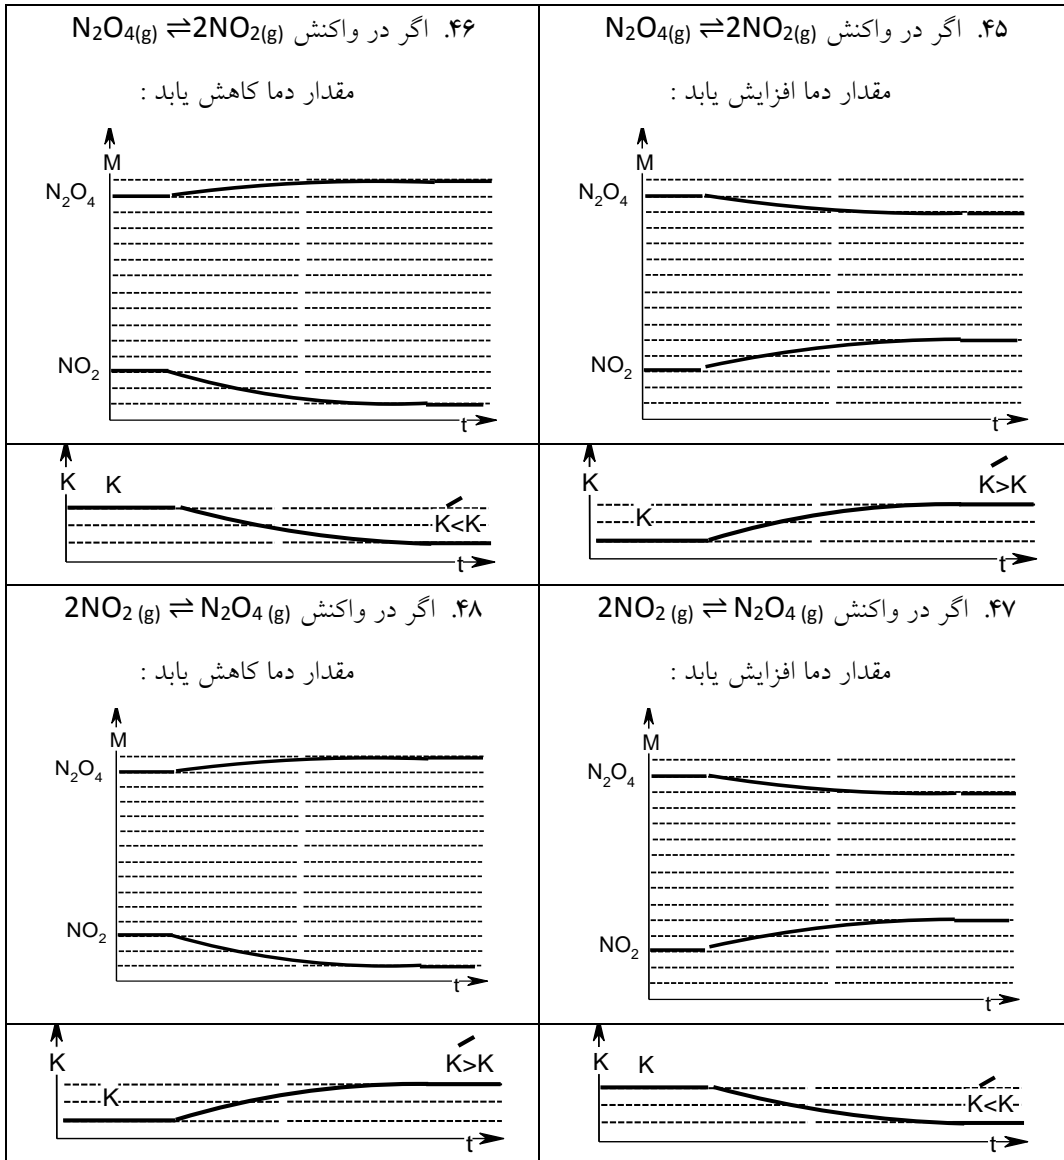 ۴۵. اگر در واکنش N₂O₄(g) ⇌2NO₂(g)
مقدار دما افزایش یابد :
M
N₂O₄
NO₂
t
K
K
K′>K
t
۴۶. اگر در واکنش N₂O₄(g) ⇌2NO₂(g)
مقدار دما کاهش یابد :
M
N₂O₄
NO₂
t
K
K
K′<K
t
۴۷. اگر در واکنش 2NO₂ (g) ⇌ N₂O₄ (g)
مقدار دما افزایش یابد :
M
N₂O₄
NO₂
t
K
K
K′<K
t
۴۸. اگر در واکنش 2NO₂ (g) ⇌ N₂O₄ (g)
مقدار دما کاهش یابد :
M
N₂O₄
NO₂
t
K
K
K′>K
t